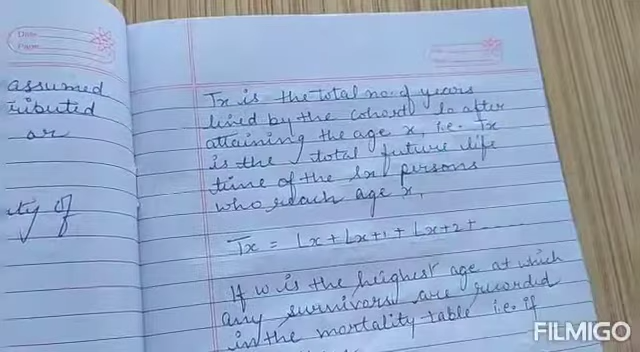 Date
Page
assumed
ributed
or
ity of
Tx is the total no. of years
lived by the cohort lo after
attaining the age x, i.e. Tx
is the total future life
time of the lx persons
who reach age x,
Tx = Lx + Lx+1 + Lx+2 + ......
If w is the heighest age at which
any survivors are recorded
in the mortality table i.e. if
FILMIGO